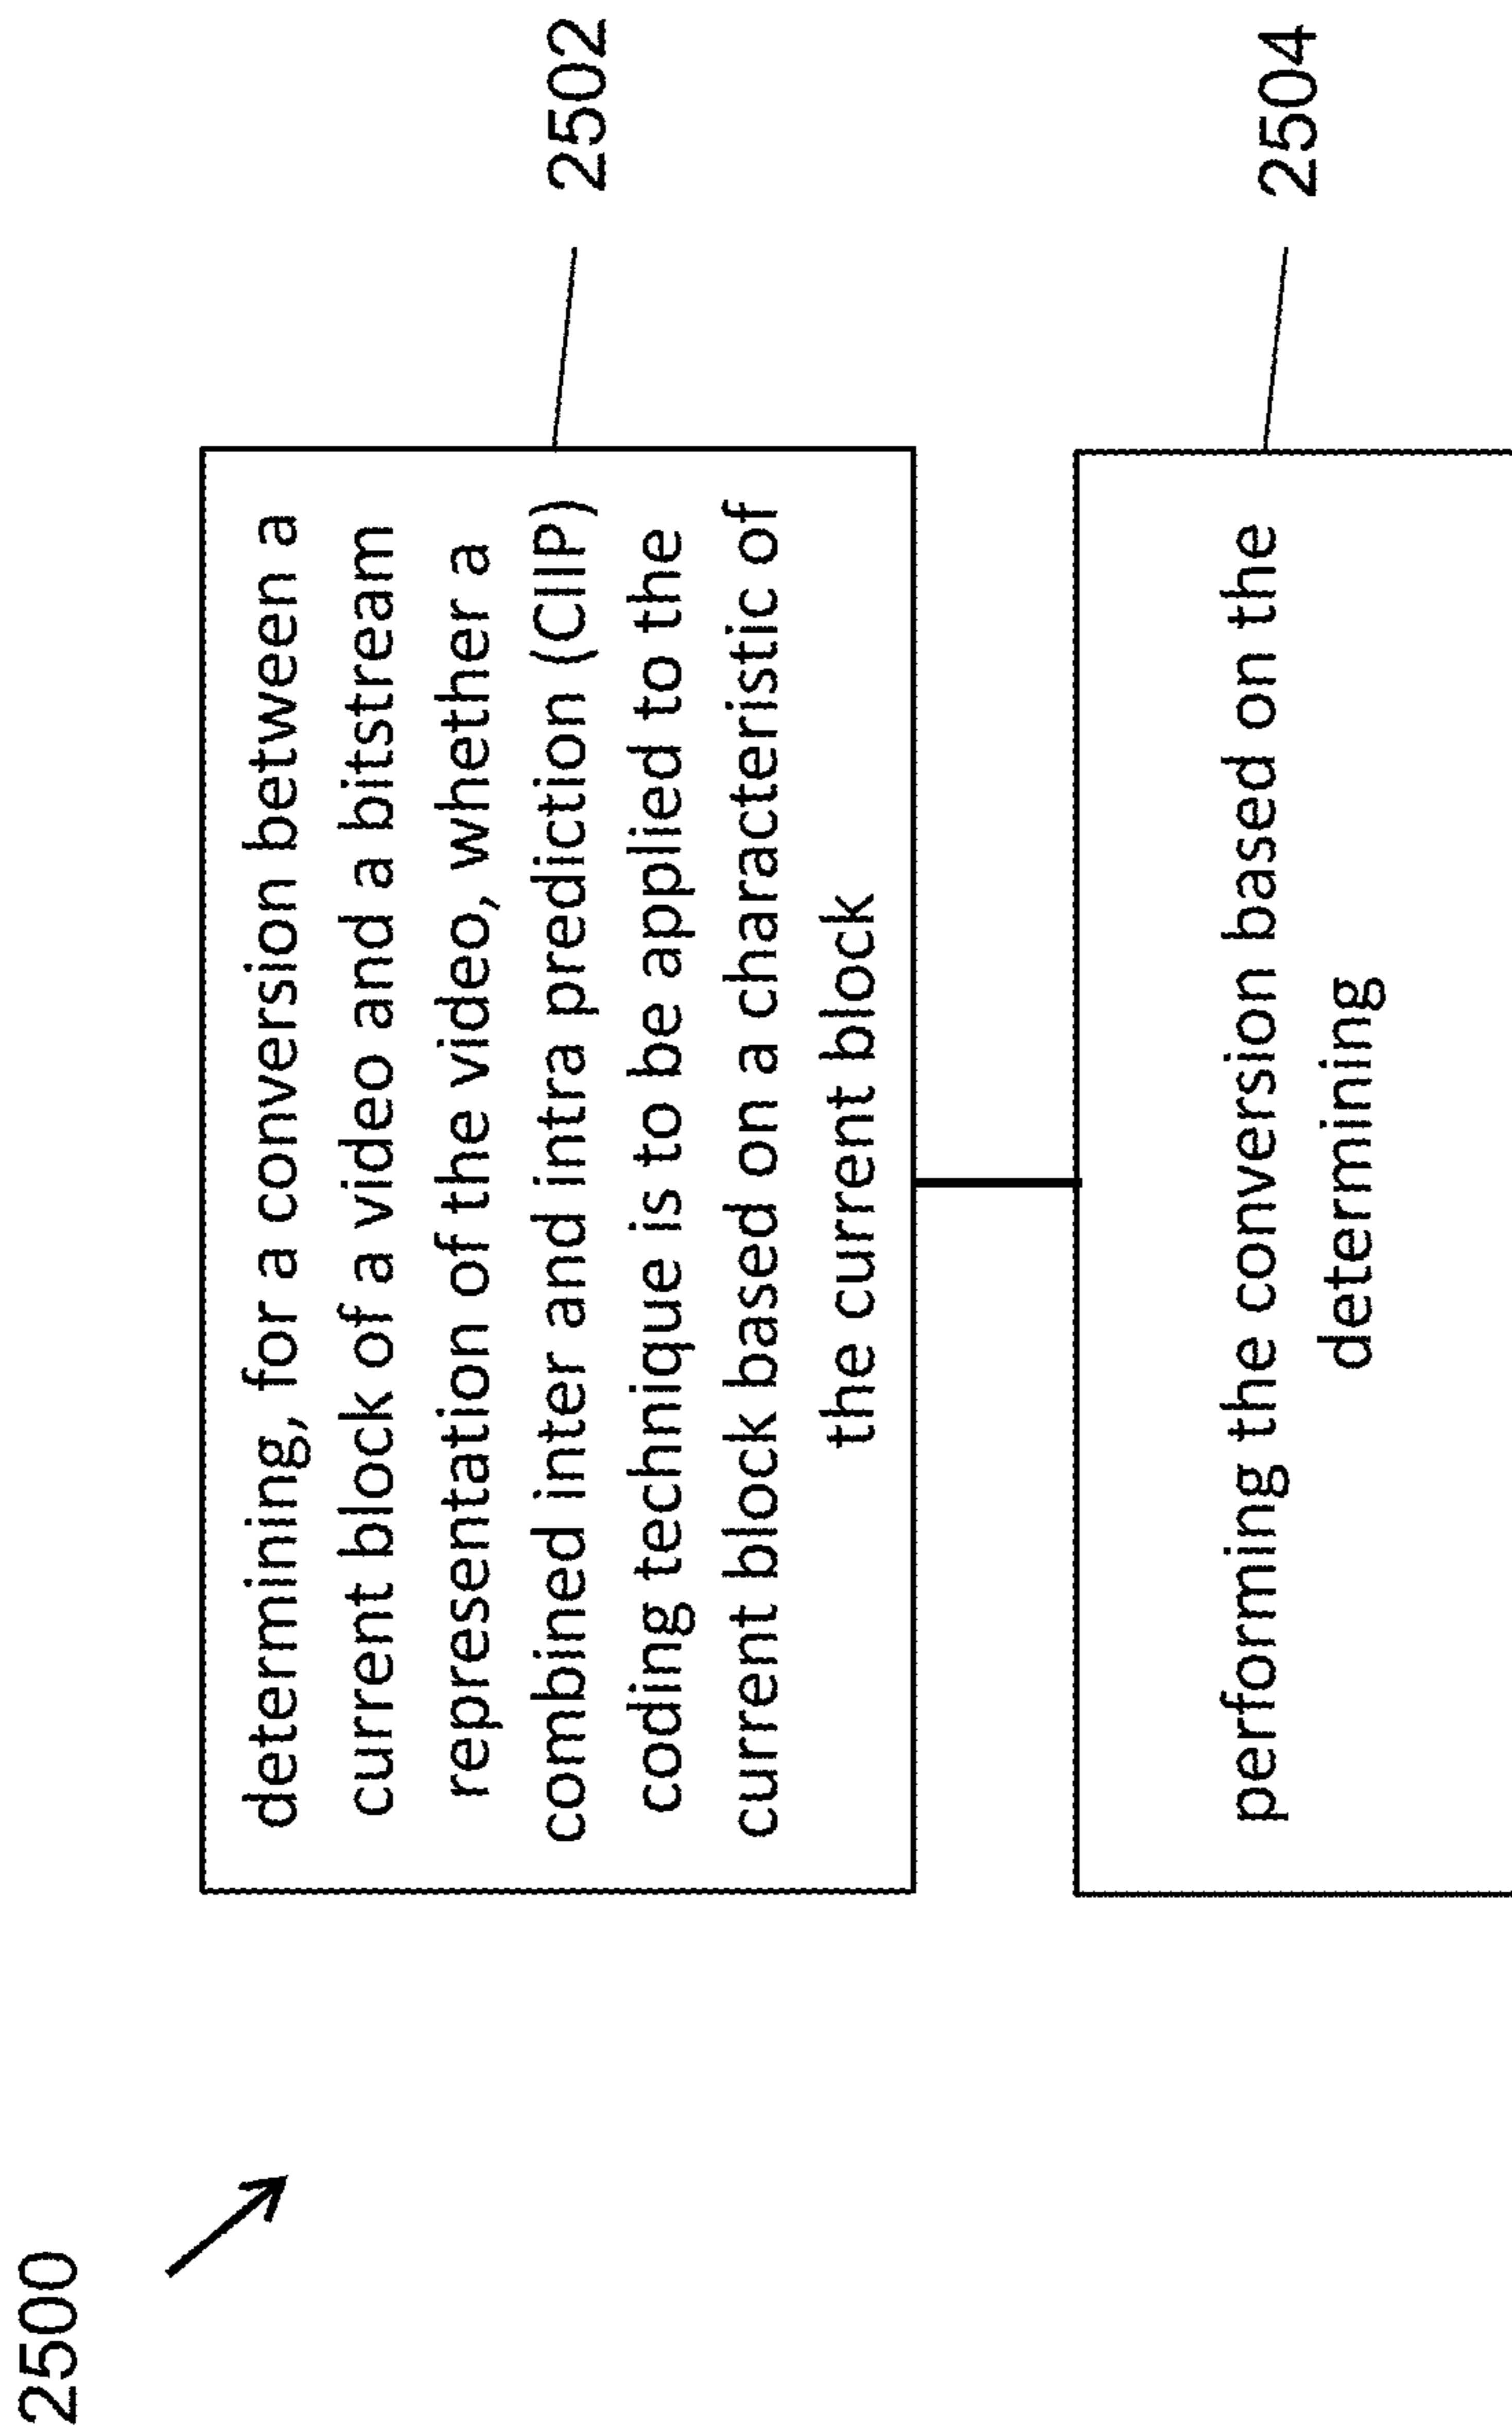 2500
determining, for a conversion between a
current block of a video and a bitstream
representation of the video, whether a
combined inter and intra prediction (CIIP)
coding technique is to be applied to the
current block based on a characteristic of
the current block
2502
performing the conversion based on the
determining
2504